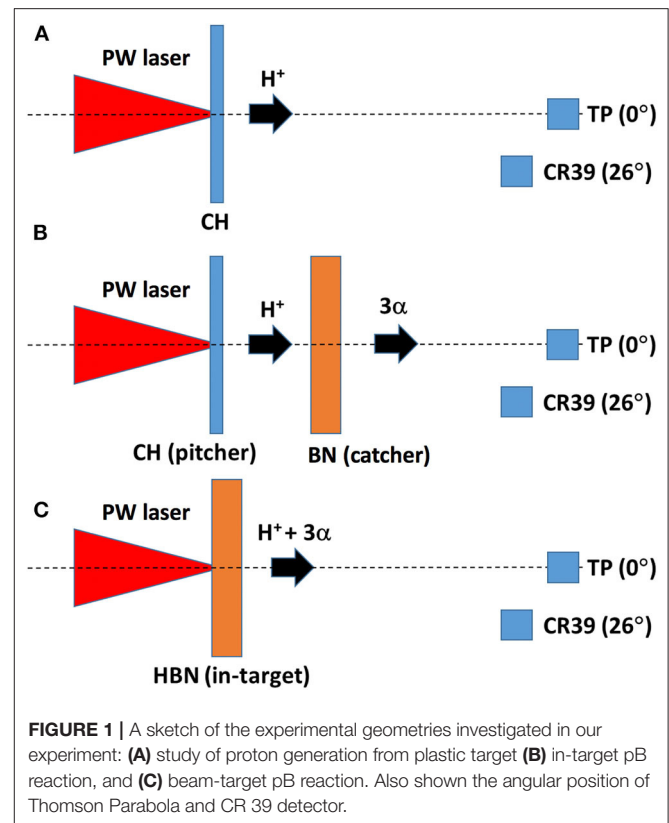 A
PW laser
H+
TP (0°)
CR39 (26°)
CH
B
PW laser
H+
3α
TP (0°)
CR39 (26°)
CH (pitcher)
BN (catcher)
C
PW laser
H+ + 3α
TP (0°)
CR39 (26°)
HBN (in-target)
FIGURE 1 | A sketch of the experimental geometries investigated in our
experiment: (A) study of proton generation from plastic target (B) in-target pB
reaction, and (C) beam-target pB reaction. Also shown the angular position of
Thomson Parabola and CR 39 detector.